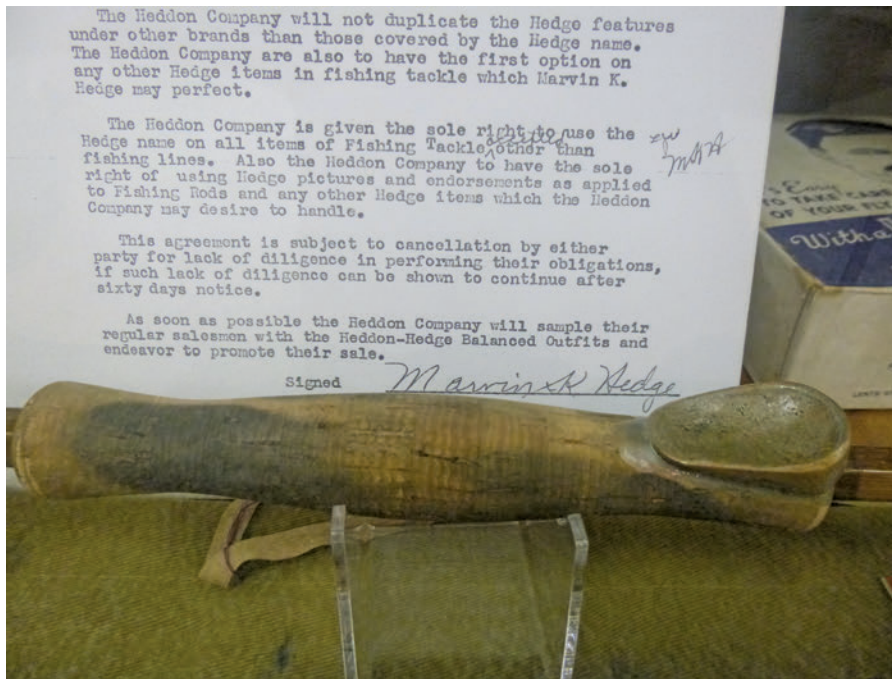 The Heddon Company will not duplicate the Hedge features
under other brands than those covered by the Hedge name.
The Heddon Company are also to have the first option on
any other Hedge items in fishing tackle which Marvin K.
Hedge may perfect.
The Heddon Company is given the sole right to use the
Hedge name on all items of Fishing Tackle, other than
fishing lines. Also the Heddon Company to have the sole
right of using Hedge pictures and endorsements as applied
to Fishing Rods and any other Hedge items which the Heddon
Company may desire to handle.
This agreement is subject to cancellation by either
party for lack of diligence in performing their obligations,
if such lack of diligence can be shown to continue after
sixty days notice.
As soon as possible the Heddon Company will sample their
regular salesmen with the Heddon-Hedge Balanced Outfits and
endeavor to promote their sale.
Signed Marvin K Hedge
Easy
TO TAKE CARE
OF YOUR FLY
With a